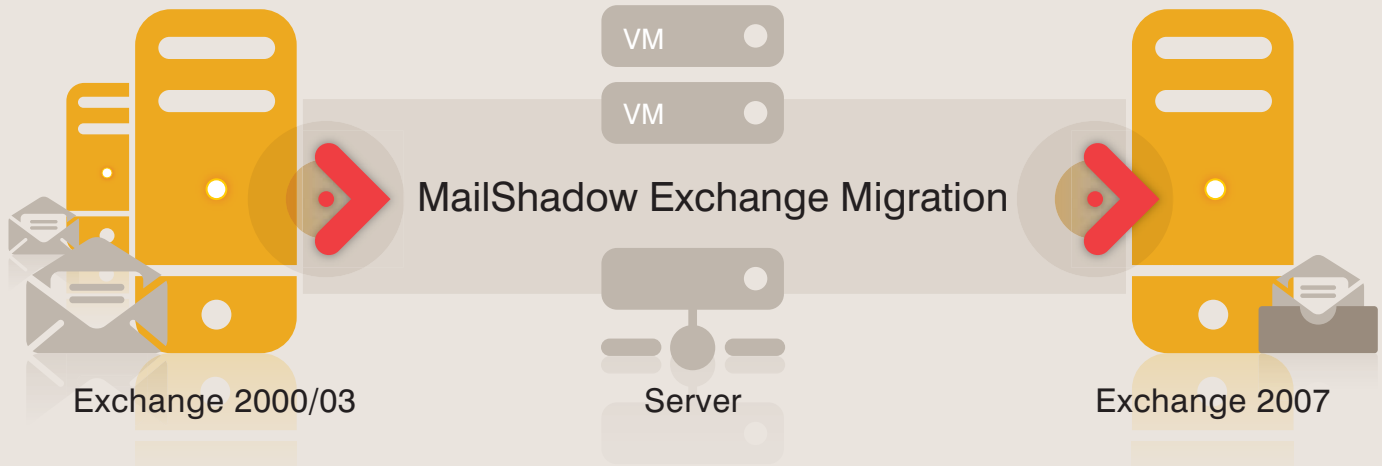 VM
VM
MailShadow Exchange Migration
Exchange 2000/03
Server
Exchange 2007